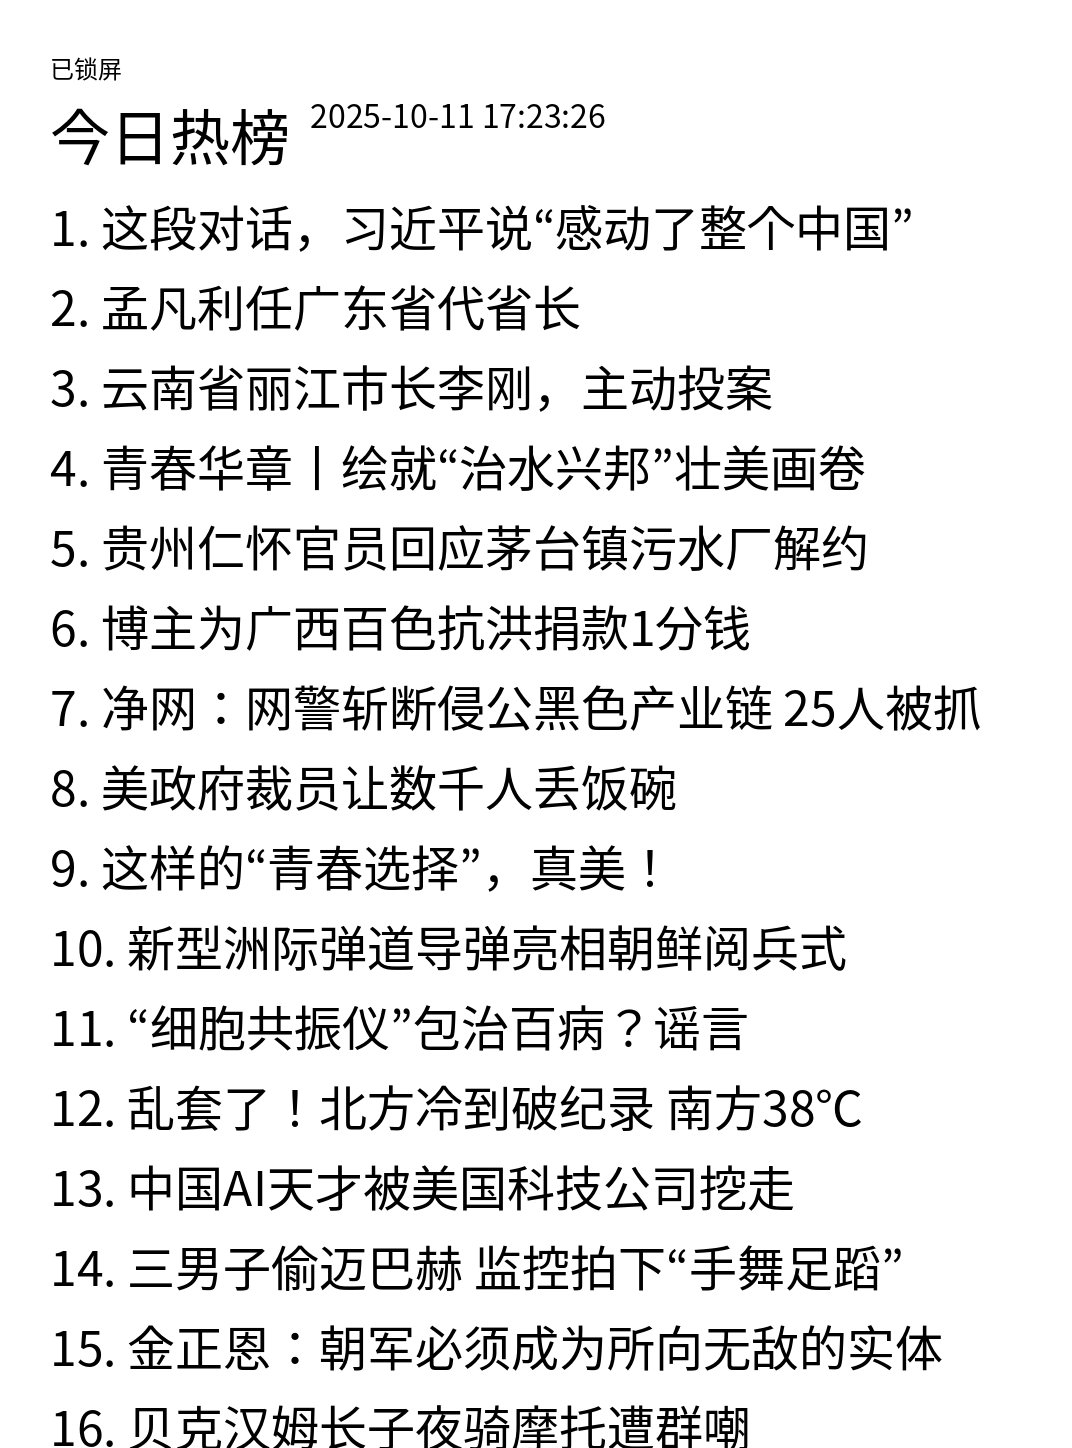 已锁屏
今日热榜 2025-10-11 17:23:26
1. 这段对话，习近平说“感动了整个中国”
2. 孟凡利任广东省代省长
3. 云南省丽江市长李刚，主动投案
4. 青春华章丨绘就“治水兴邦”壮美画卷
5. 贵州仁怀官员回应茅台镇污水厂解约
6. 博主为广西百色抗洪捐款1分钱
7. 净网：网警斩断侵公黑色产业链 25人被抓
8. 美政府裁员让数千人丢饭碗
9. 这样的“青春选择”，真美！
10. 新型洲际弹道导弹亮相朝鲜阅兵式
11. “细胞共振仪”包治百病？谣言
12. 乱套了！北方冷到破纪录 南方38℃
13. 中国AI天才被美国科技公司挖走
14. 三男子偷迈巴赫 监控拍下“手舞足蹈”
15. 金正恩：朝军必须成为所向无敌的实体
16. 贝克汉姆长子夜骑摩托遭群嘲